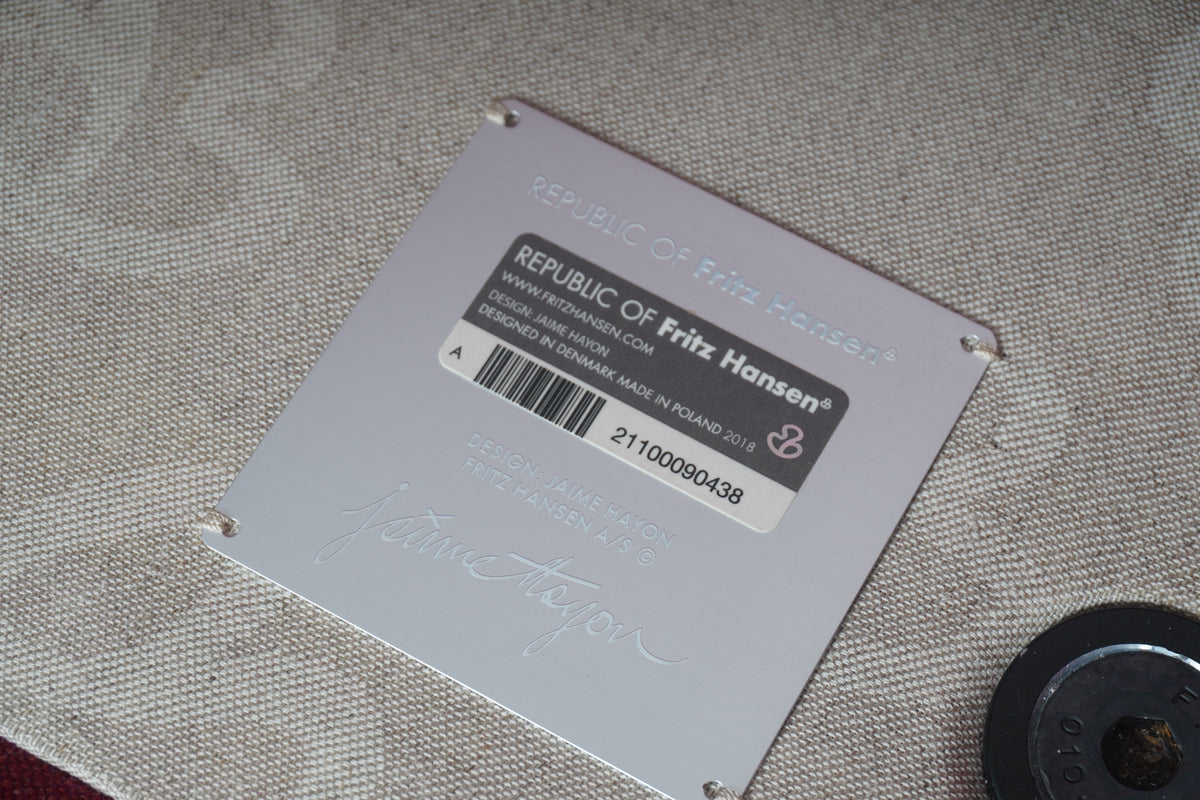 REPUBLIC OF Fritz Hansen
REPUBLIC OF Fritz Hansen
WWW.FRITZHANSEN.COM
DESIGN: JAIME HAYON
DESIGNED IN DENMARK MADE IN POLAND 2018
A
21100090438
DESIGN: JAIME HAYON
FRITZ HANSEN A/S ©
Jaime Hayon
010